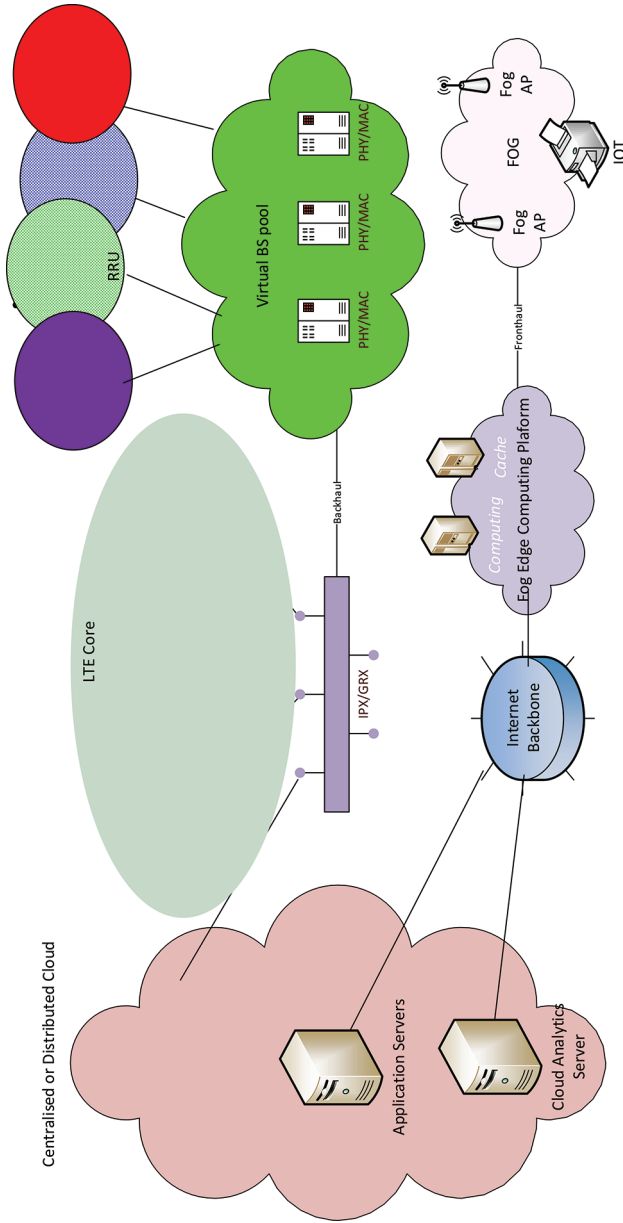 Centralised or Distributed Cloud
LTE Core
RRU
Virtual BS pool
PHY/MAC
PHY/MAC
PHY/MAC
Backhaul
IPX/GRX
Application Servers
Cloud Analytics
Server
Internet
Backbone
Computing
Cache
Fog Edge Computing Plaform
Fronthaul
FOG
Fog
AP
Fog
AP
IOT